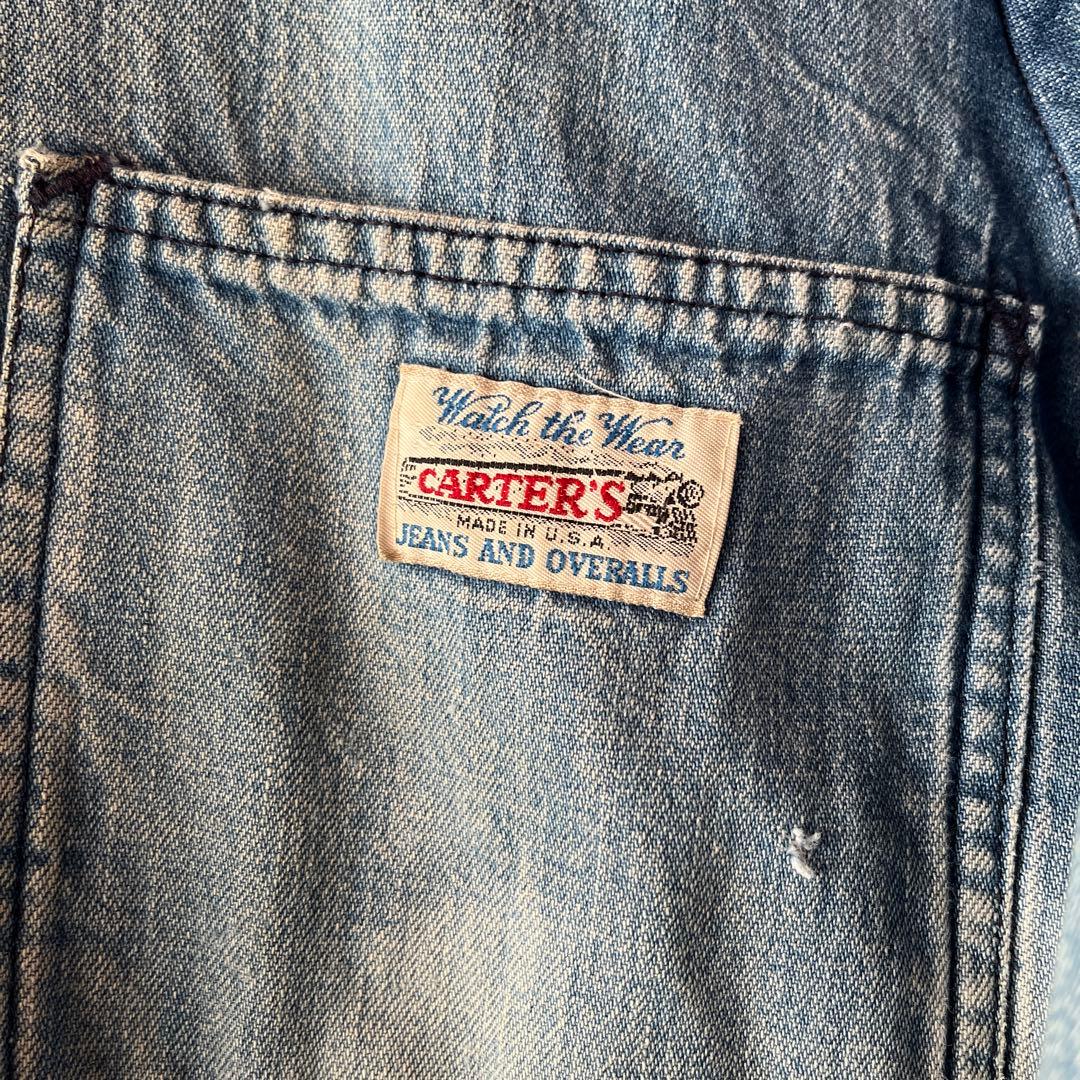 Watch the Wear
CARTER'S
MADE IN U.S.A.
JEANS AND OVERALLS